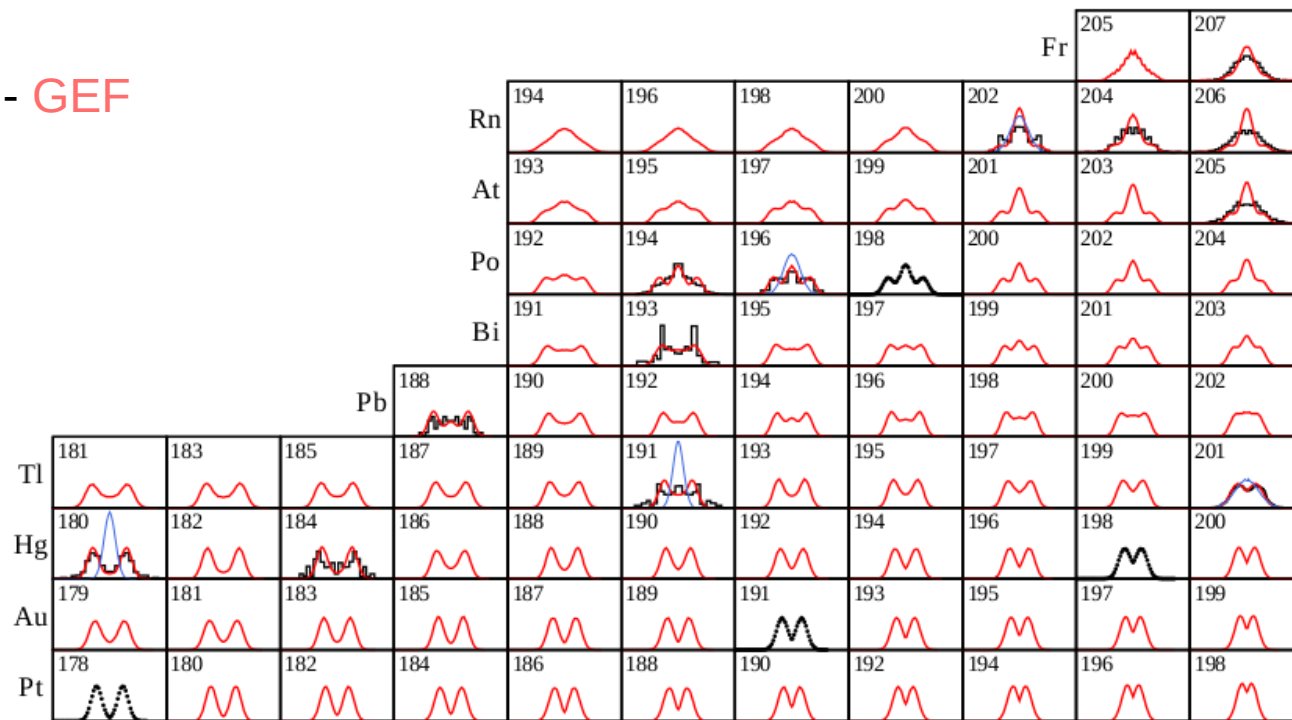 205 207
Fr
- GEF
194 196 198 200 202 204 206
Rn
193 195 197 199 201 203 205
At
192 194 196 198 200 202 204
Po
191 193 195 197 199 201 203
Bi
188 190 192 194 196 198 200 202
Pb
181 183 185 187 189 191 193 195 197 199 201
Tl
180 182 184 186 188 190 192 194 196 198 200
Hg
179 181 183 185 187 189 191 193 195 197 199
Au
178 180 182 184 186 188 190 192 194 196 198
Pt